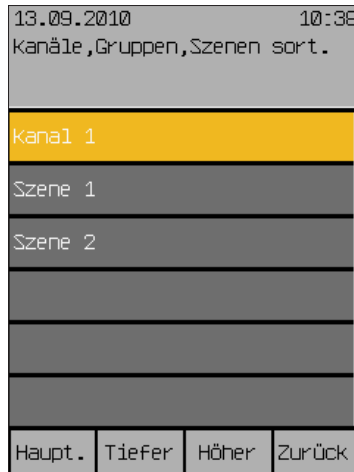 13.09.2010 10:38
Kanäle,Gruppen,Szenen sort.
Kanal 1
Szene 1
Szene 2
Haupt. Tiefer Höher Zurück